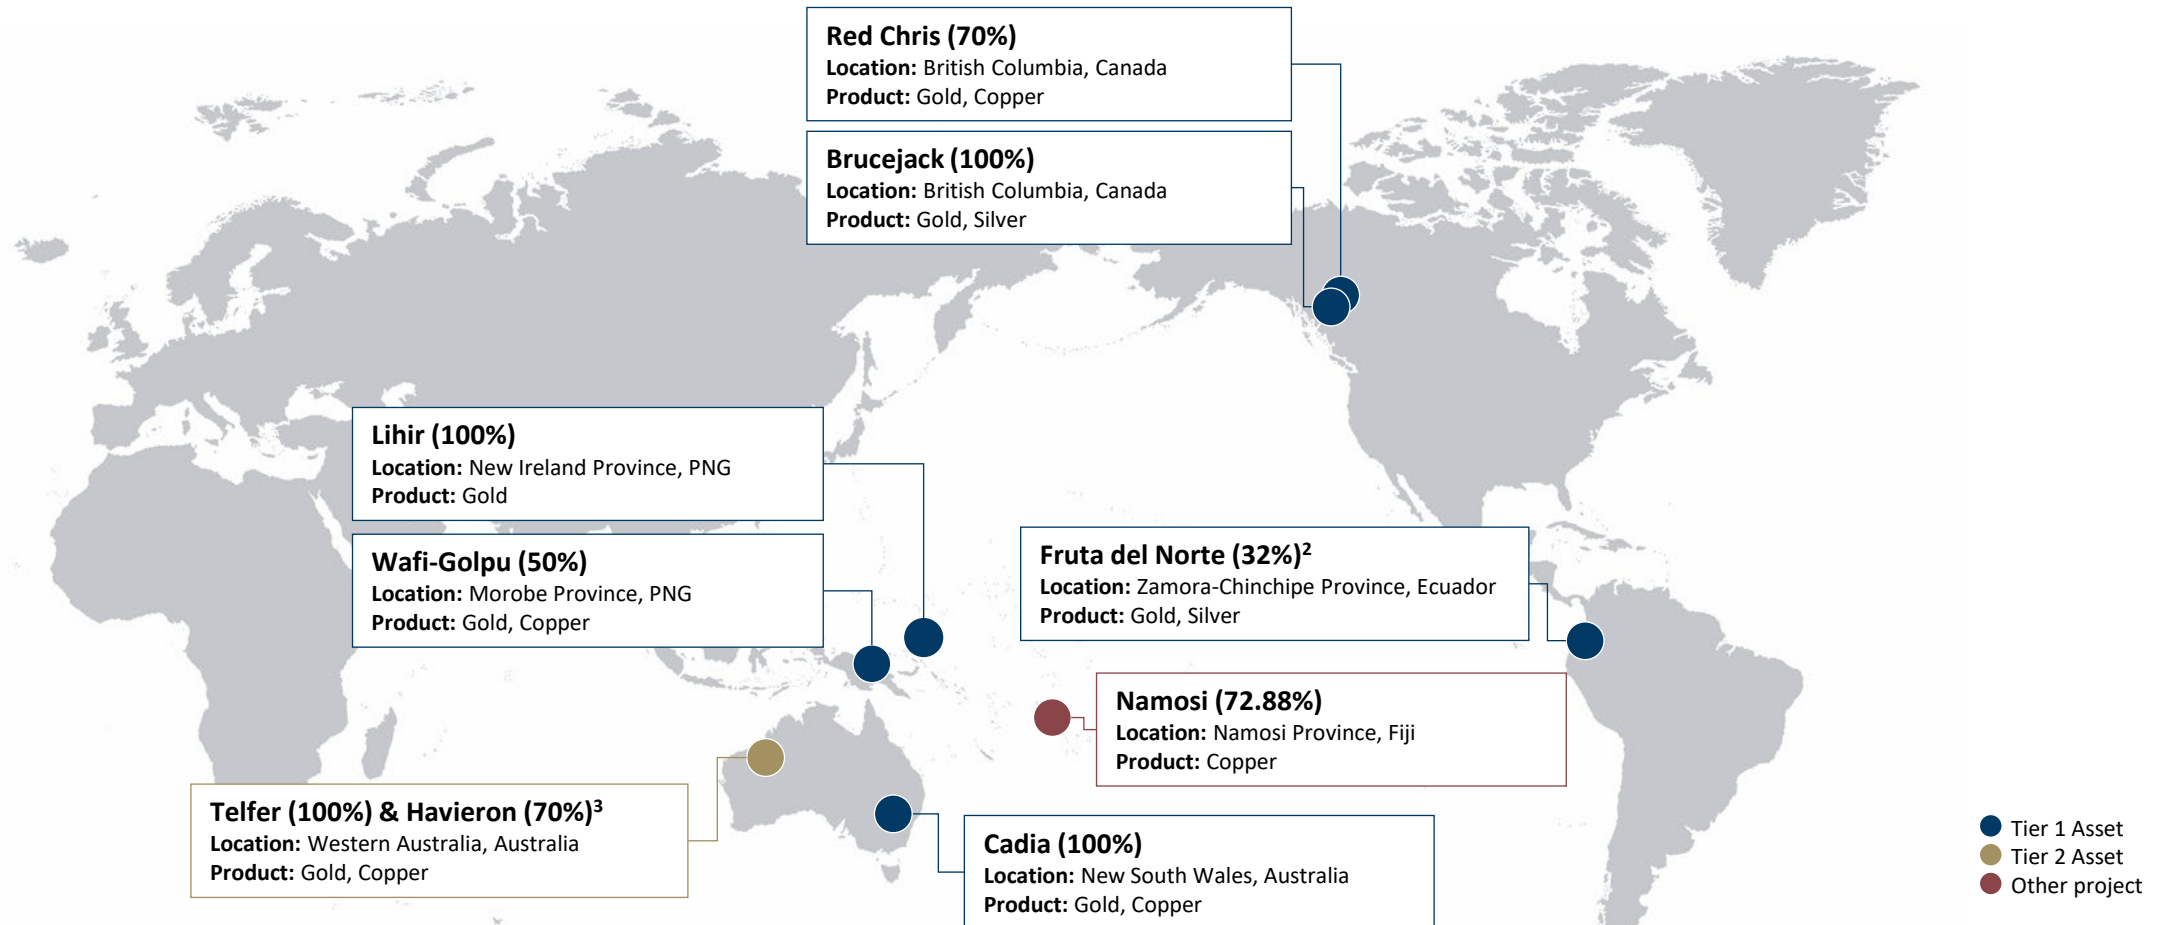 Red Chris (70%)
Location: British Columbia, Canada
Product: Gold, Copper
Brucejack (100%)
Location: British Columbia, Canada
Product: Gold, Silver
Lihir (100%)
Location: New Ireland Province, PNG
Product: Gold
Wafi-Golpu (50%)
Location: Morobe Province, PNG
Product: Gold, Copper
Fruta del Norte (32%)²
Location: Zamora-Chinchipe Province, Ecuador
Product: Gold, Silver
Namosi (72.88%)
Location: Namosi Province, Fiji
Product: Copper
Telfer (100%) & Havieron (70%)³
Location: Western Australia, Australia
Product: Gold, Copper
Cadia (100%)
Location: New South Wales, Australia
Product: Gold, Copper
Tier 1 Asset
Tier 2 Asset
Other project